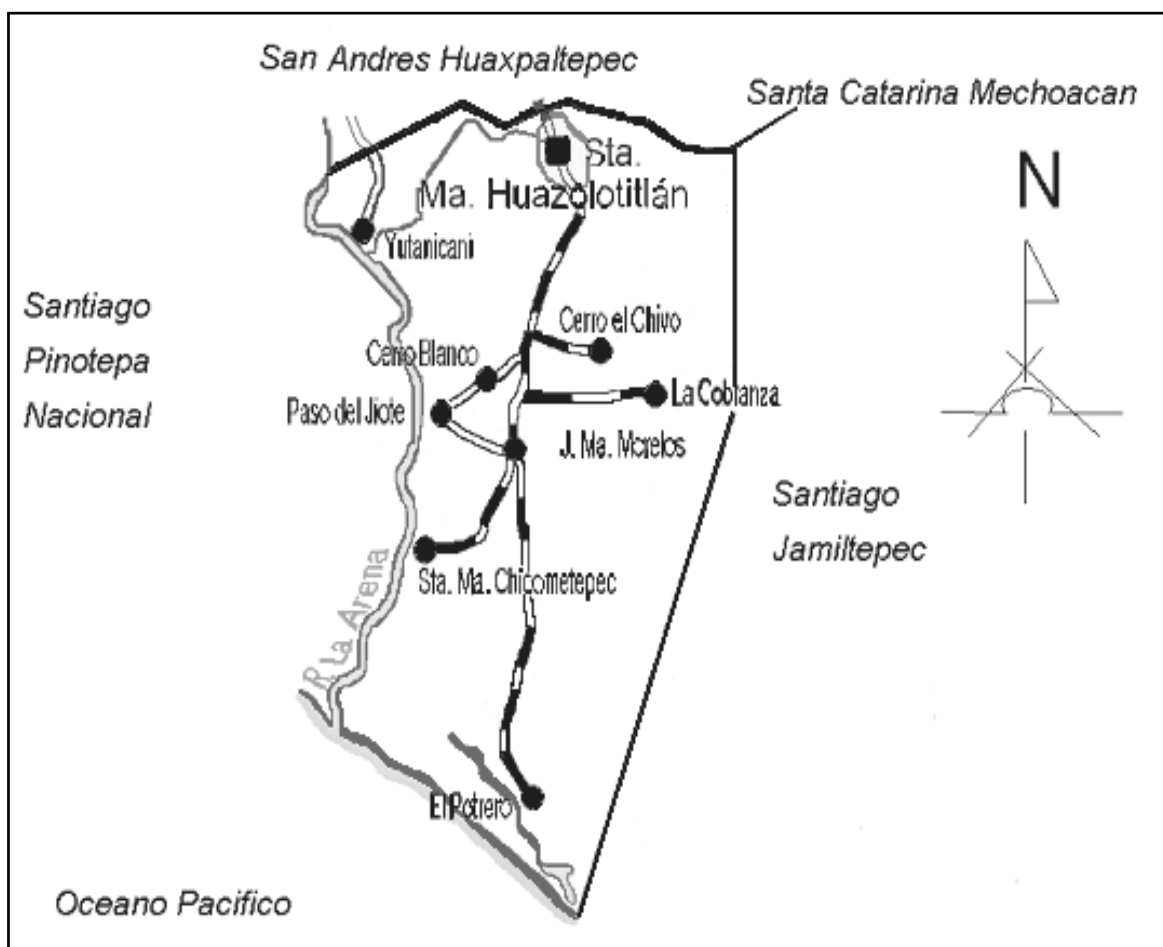 San Andres Huaxpaltepec
Santa Catarina Mechoacan
N
Sta.
Ma. Huazolotitlán
Yutanicani
Santiago
Pinotepa
Nacional
Cerro el Chivo
Cerro Blanco
La Cobranza
Paso del Jiote
J. Ma. Morelos
Santiago
Jamiltepec
Sta. Ma. Chicometepec
R. La Arena
El Potrero
Oceano Pacifico